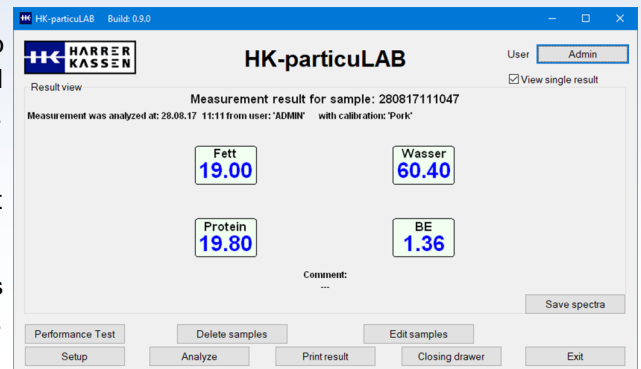 HK-particuLAB Build: 0.9.0
HK HARRER KASSEN
HK-particuLAB
User Admin
View single result
Result view
Measurement result for sample: 280817111047
Measurement was analyzed at: 28.08.17 11:11 from user: 'ADMIN' with calibration: 'Pork'
Fett
19.00
Wasser
60.40
Protein
19.80
BE
1.36
Comment:
---
Save spectra
Performance Test Delete samples Edit samples
Setup Analyze Print result Closing drawer Exit